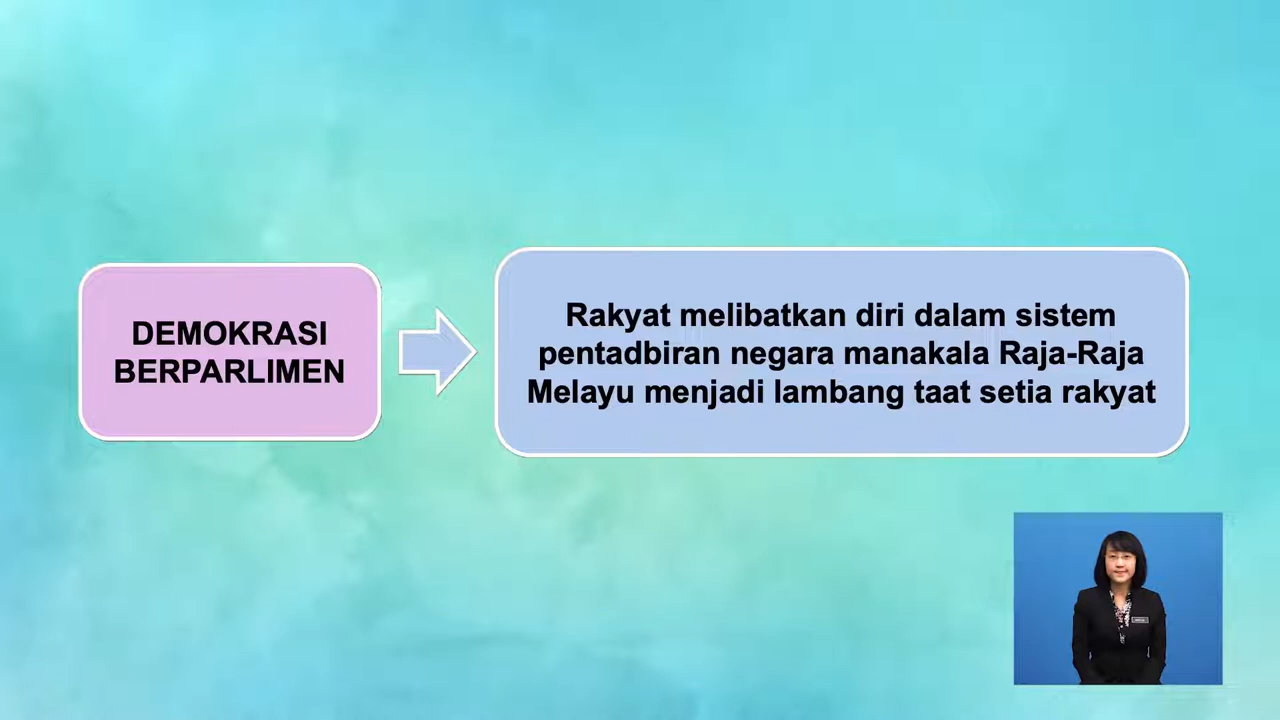 DEMOKRASI
BERPARLIMEN
Rakyat melibatkan diri dalam sistem
pentadbiran negara manakala Raja-Raja
Melayu menjadi lambang taat setia rakyat